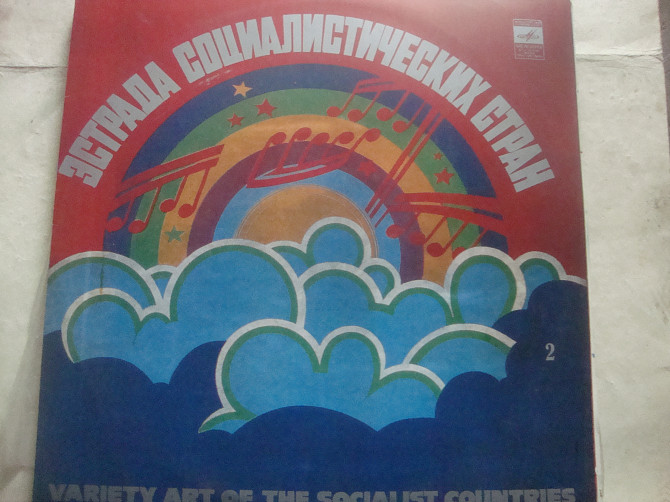 ЭСТРАДА СОЦИАЛИСТИЧЕСКИХ СТРАН
2
VARIETY ART OF THE SOCIALIST COUNTRIES